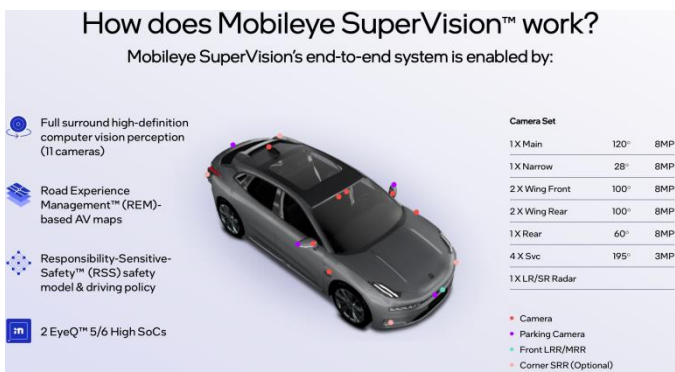 How does Mobileye SuperVision™ work?
Mobileye SuperVision's end-to-end system is enabled by:
Full surround high-definition
computer vision perception
(11 cameras)
Road Experience
Management™ (REM)-
based AV maps
Responsibility-Sensitive-
Safety™ (RSS) safety
model & driving policy
:m
2 EyeQ™ 5/6 High SoCs
Camera Set
1 X Main 120° 8MP
1 X Narrow 28° 8MP
2 X Wing Front 100° 8MP
2 X Wing Rear 100° 8MP
1 X Rear 60° 8MP
4 X Svc 195° 3MP
1 X LR/SR Radar
Camera
Parking Camera
Front LRR/MRR
Corner SRR (Optional)